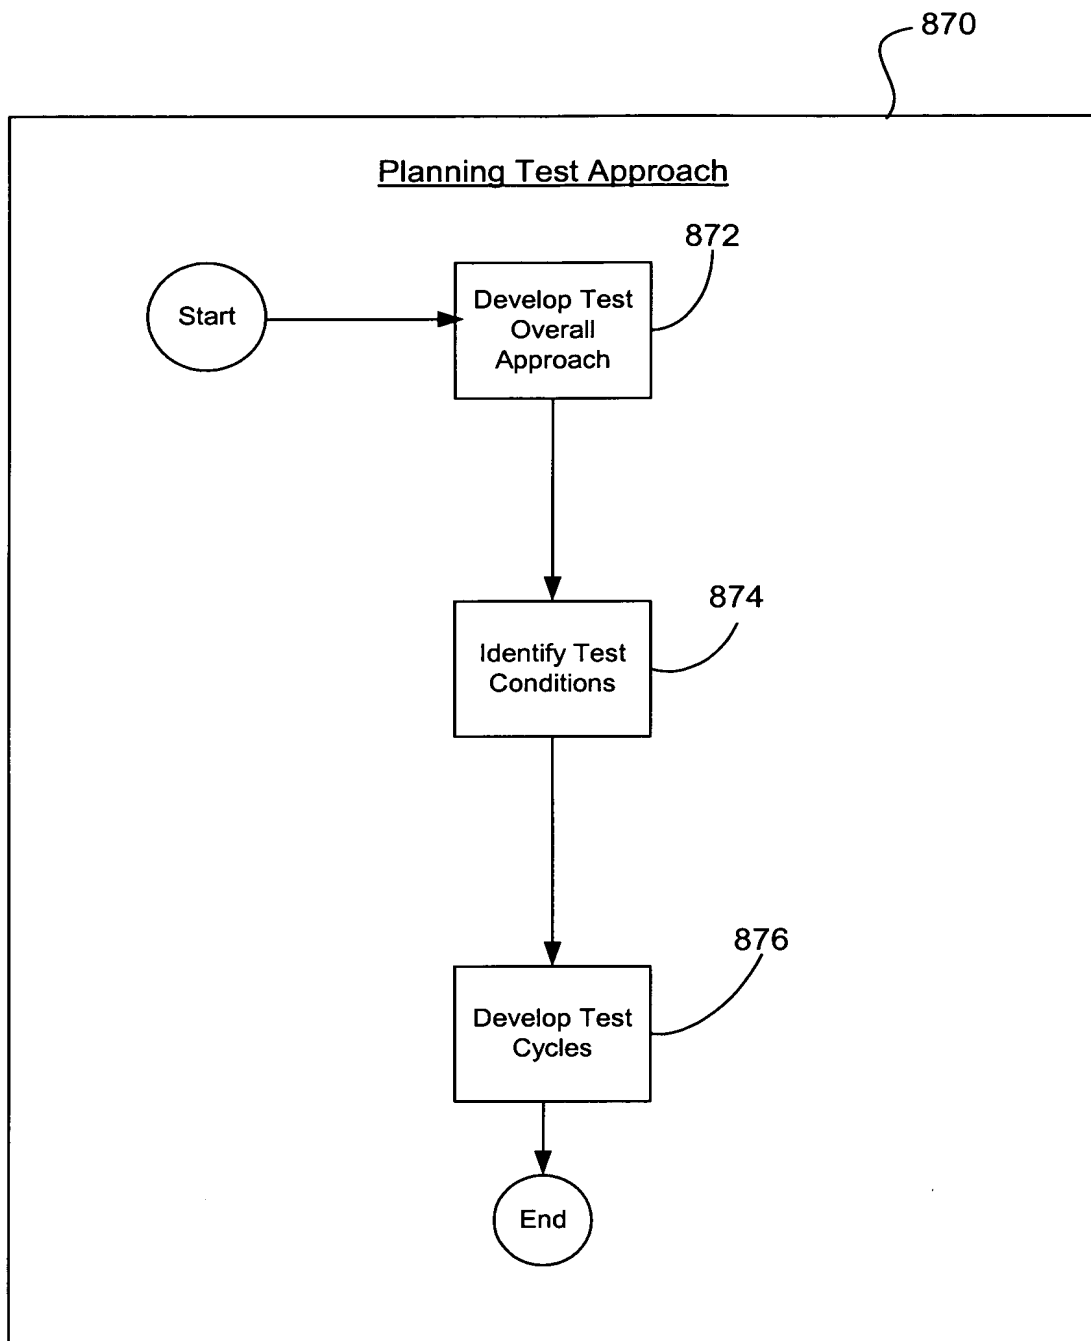 870
Planning Test Approach
872
Start
Develop Test
Overall
Approach
874
Identify Test
Conditions
876
Develop Test
Cycles
End